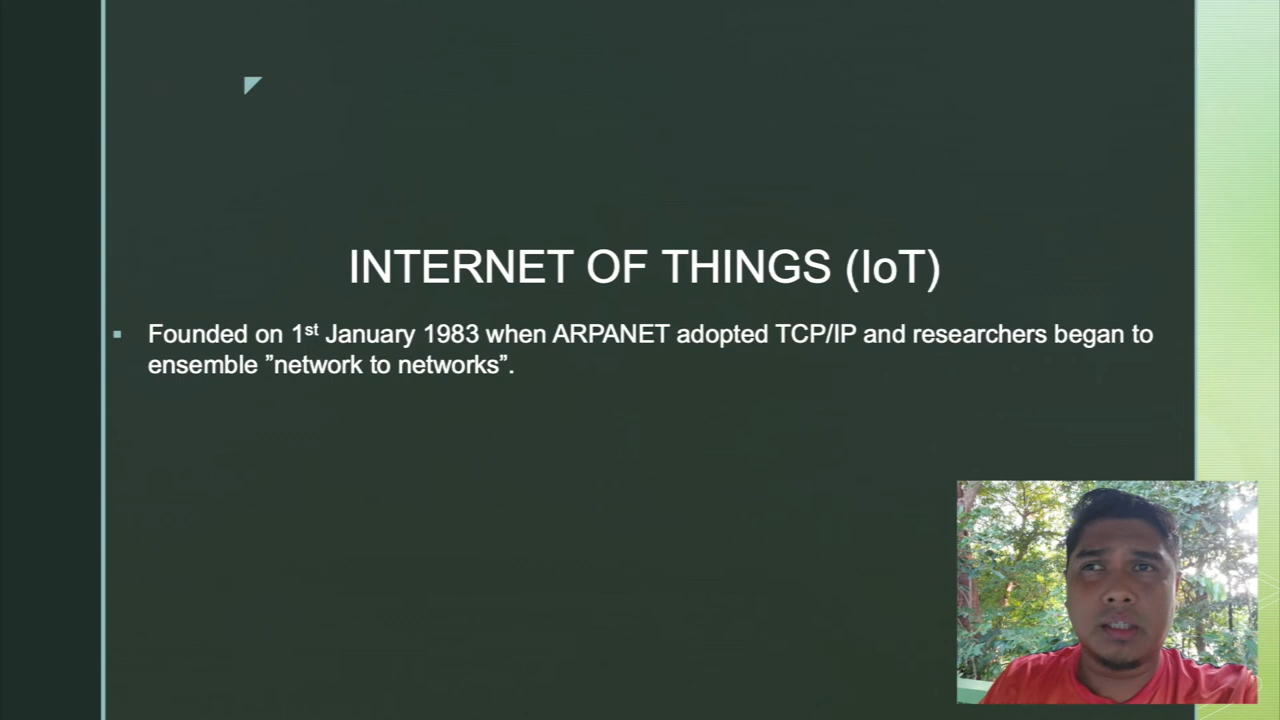 INTERNET OF THINGS (IoT)
▪ Founded on 1st January 1983 when ARPANET adopted TCP/IP and researchers began to
ensemble ”network to networks”.